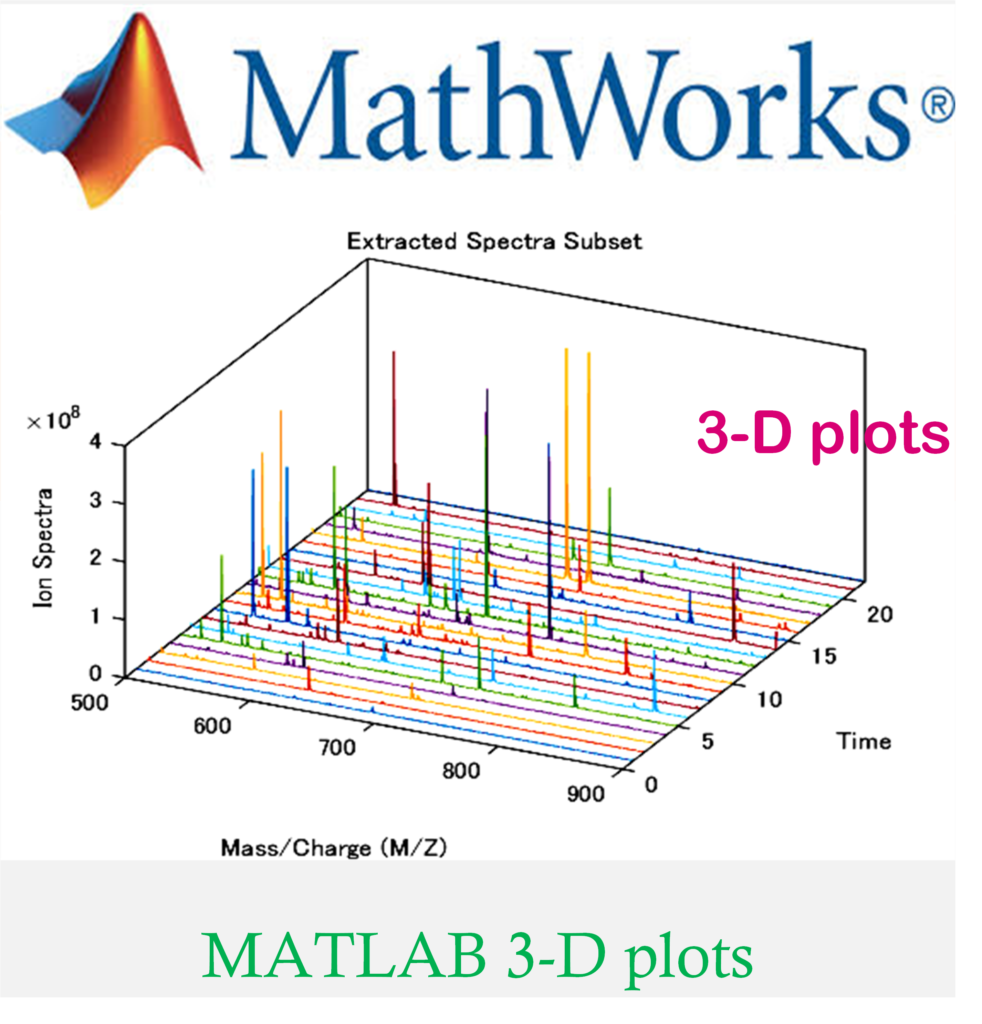 MathWorks®
Extracted Spectra Subset
×10⁸
3-D plots
4
3
2
1
0
Ion Spectra
500
600
700
800
900
0
5
10
15
20
Time
Mass/Charge (M/Z)
MATLAB 3-D plots